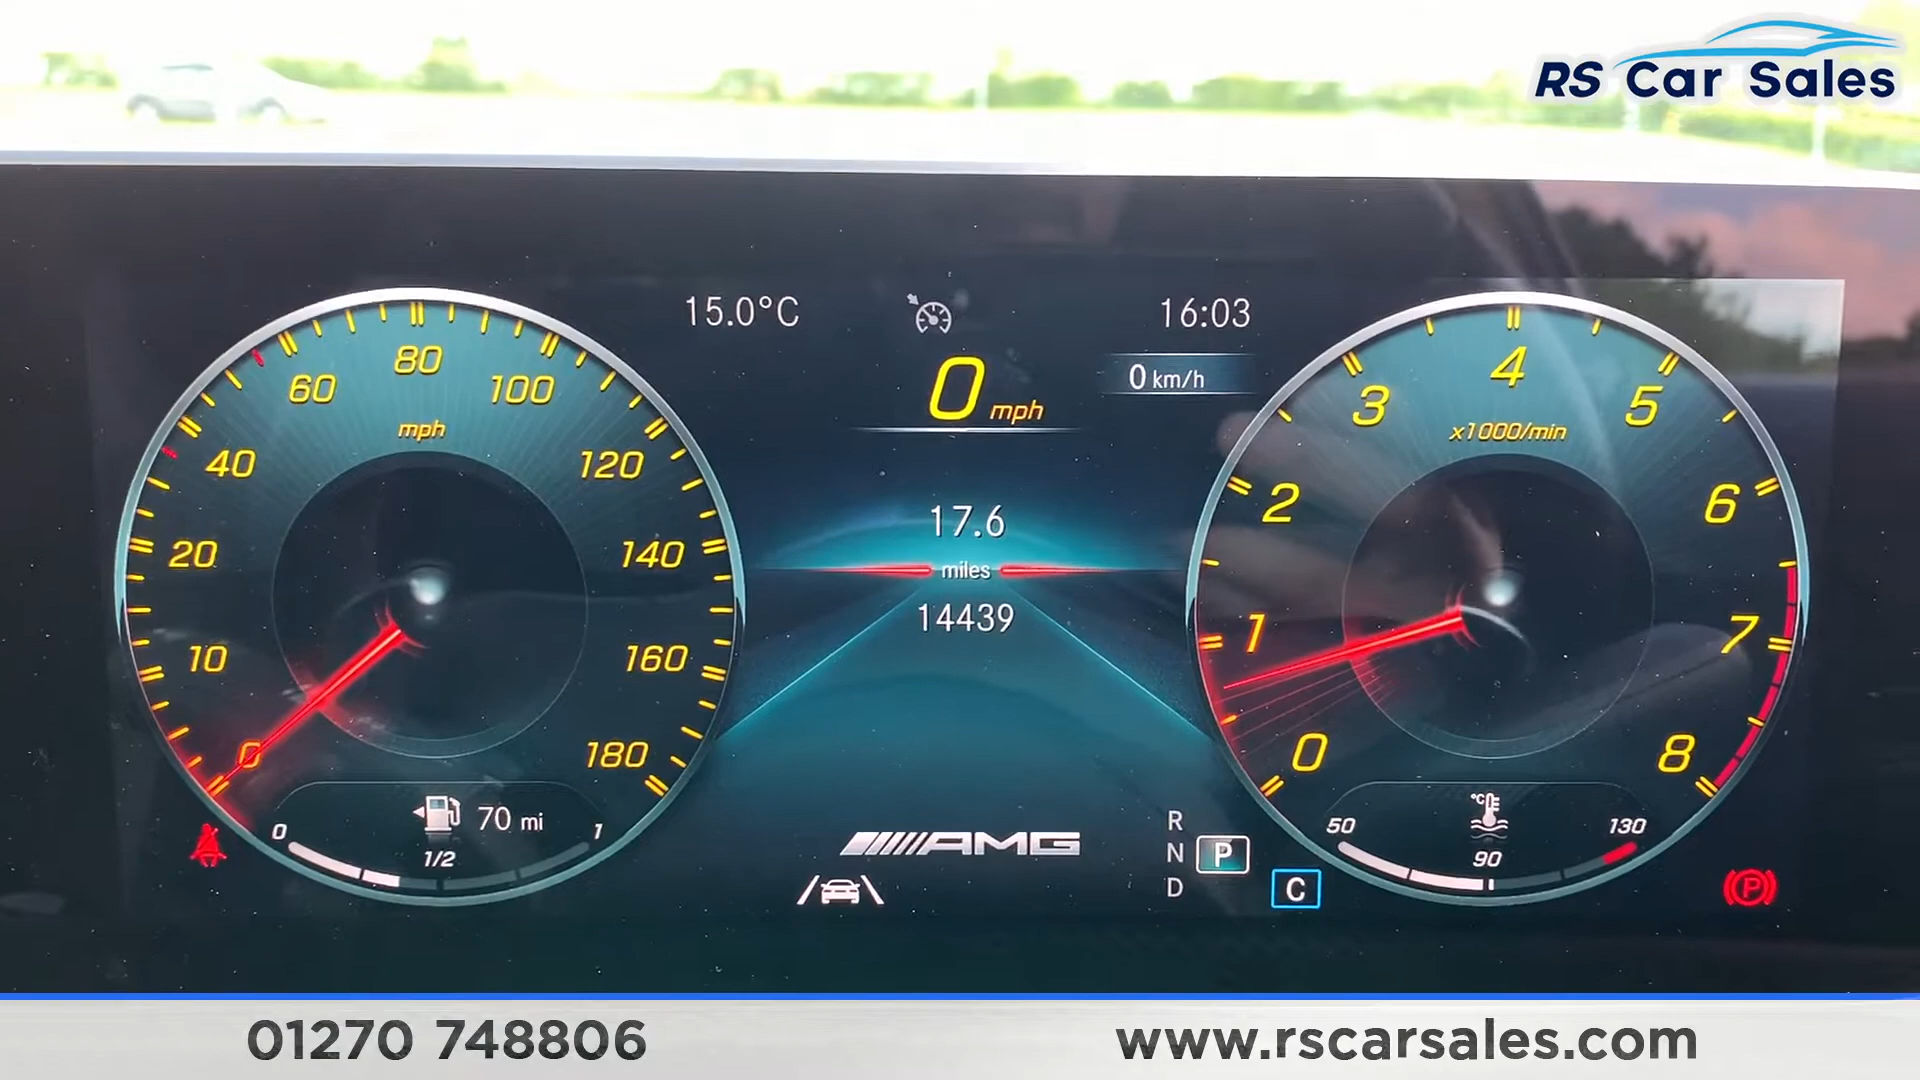 RS Car Sales
15.0°C
16:03
0 mph
0 km/h
17.6
miles
14439
0
10
20
40
60
80
100
120
140
160
180
mph
70 mi
0
1/2
1
AMG
R
N
D
P
C
0
1
2
3
4
5
6
7
8
x1000/min
°C
50
90
130
P
01270 748806
www.rscarsales.com